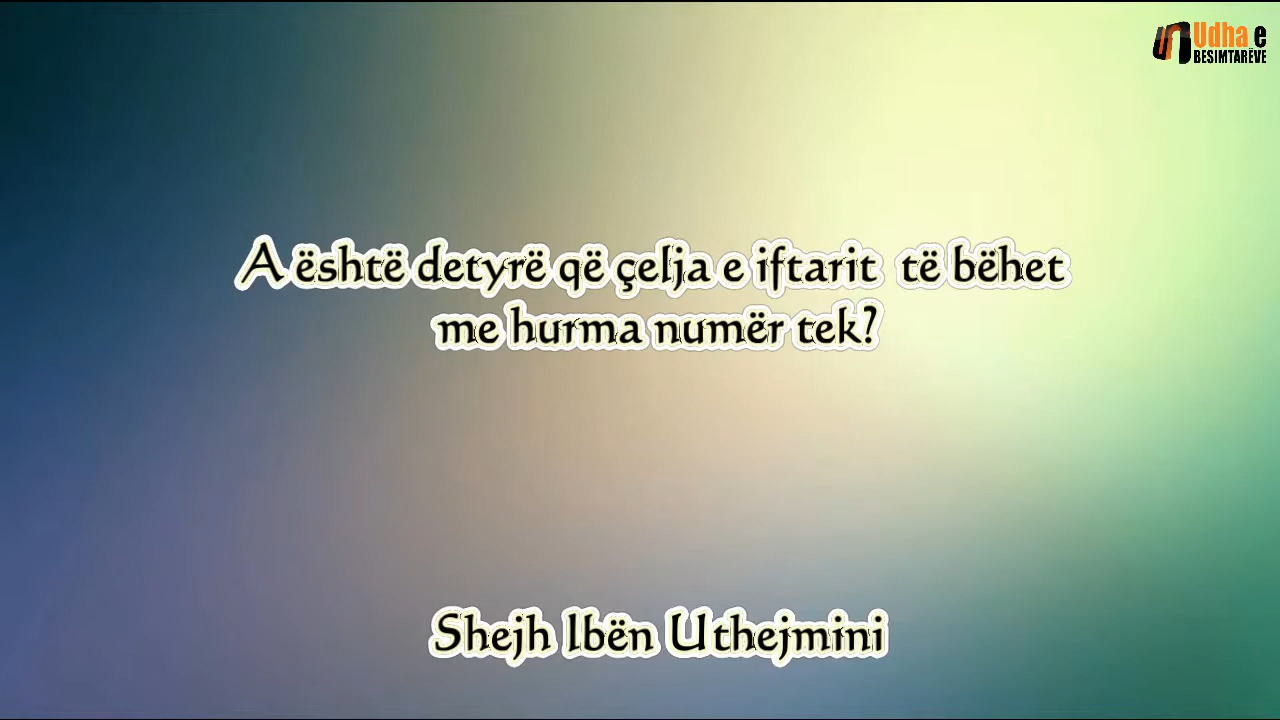 Udha e
BESIMTARËVE
A është detyrë që çelja e iftarit të bëhet
me hurma numër tek?
Shejh Ibën Uthejmini